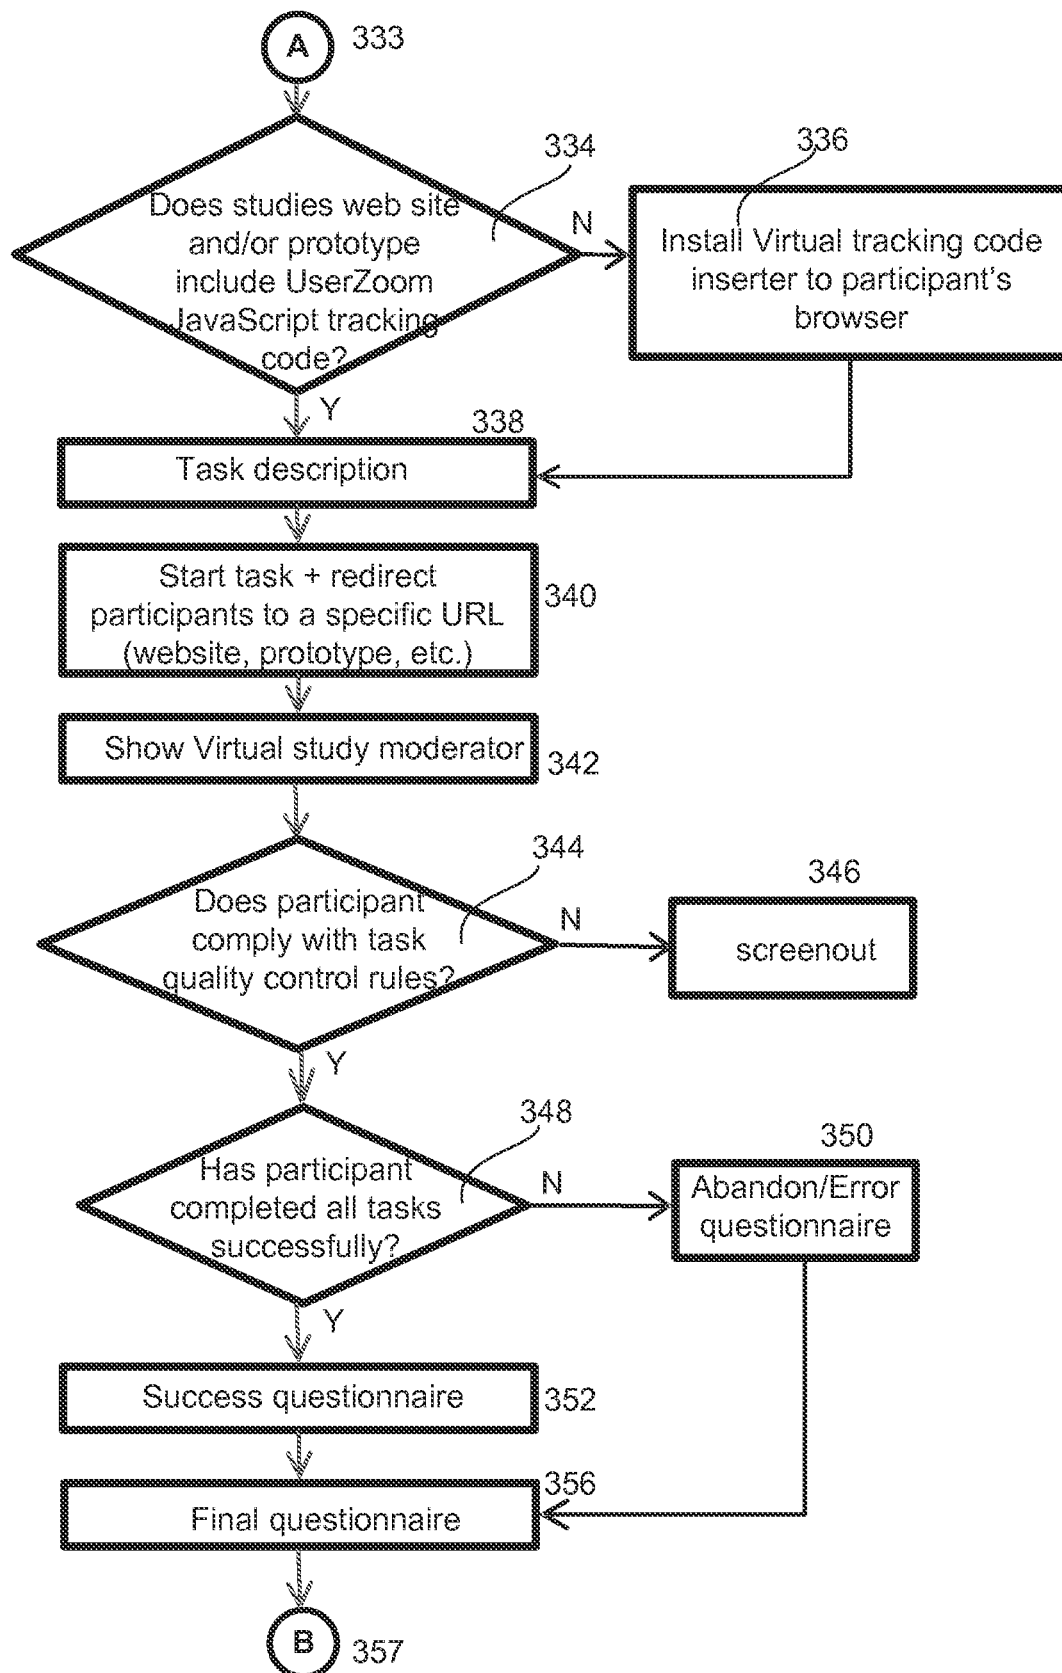 A
333
334
336
Does studies web site
and/or prototype
include UserZoom
JavaScript tracking
code?
N
Install Virtual tracking code
inserter to participant's
browser
Y
338
Task description
Start task + redirect
participants to a specific URL
(website, prototype, etc.)
340
Show Virtual study moderator
342
344
346
Does participant
comply with task
quality control rules?
N
screenout
Y
348
350
Has participant
completed all tasks
successfully?
N
Abandon/Error
questionnaire
Y
Success questionnaire
352
356
Final questionnaire
B
357